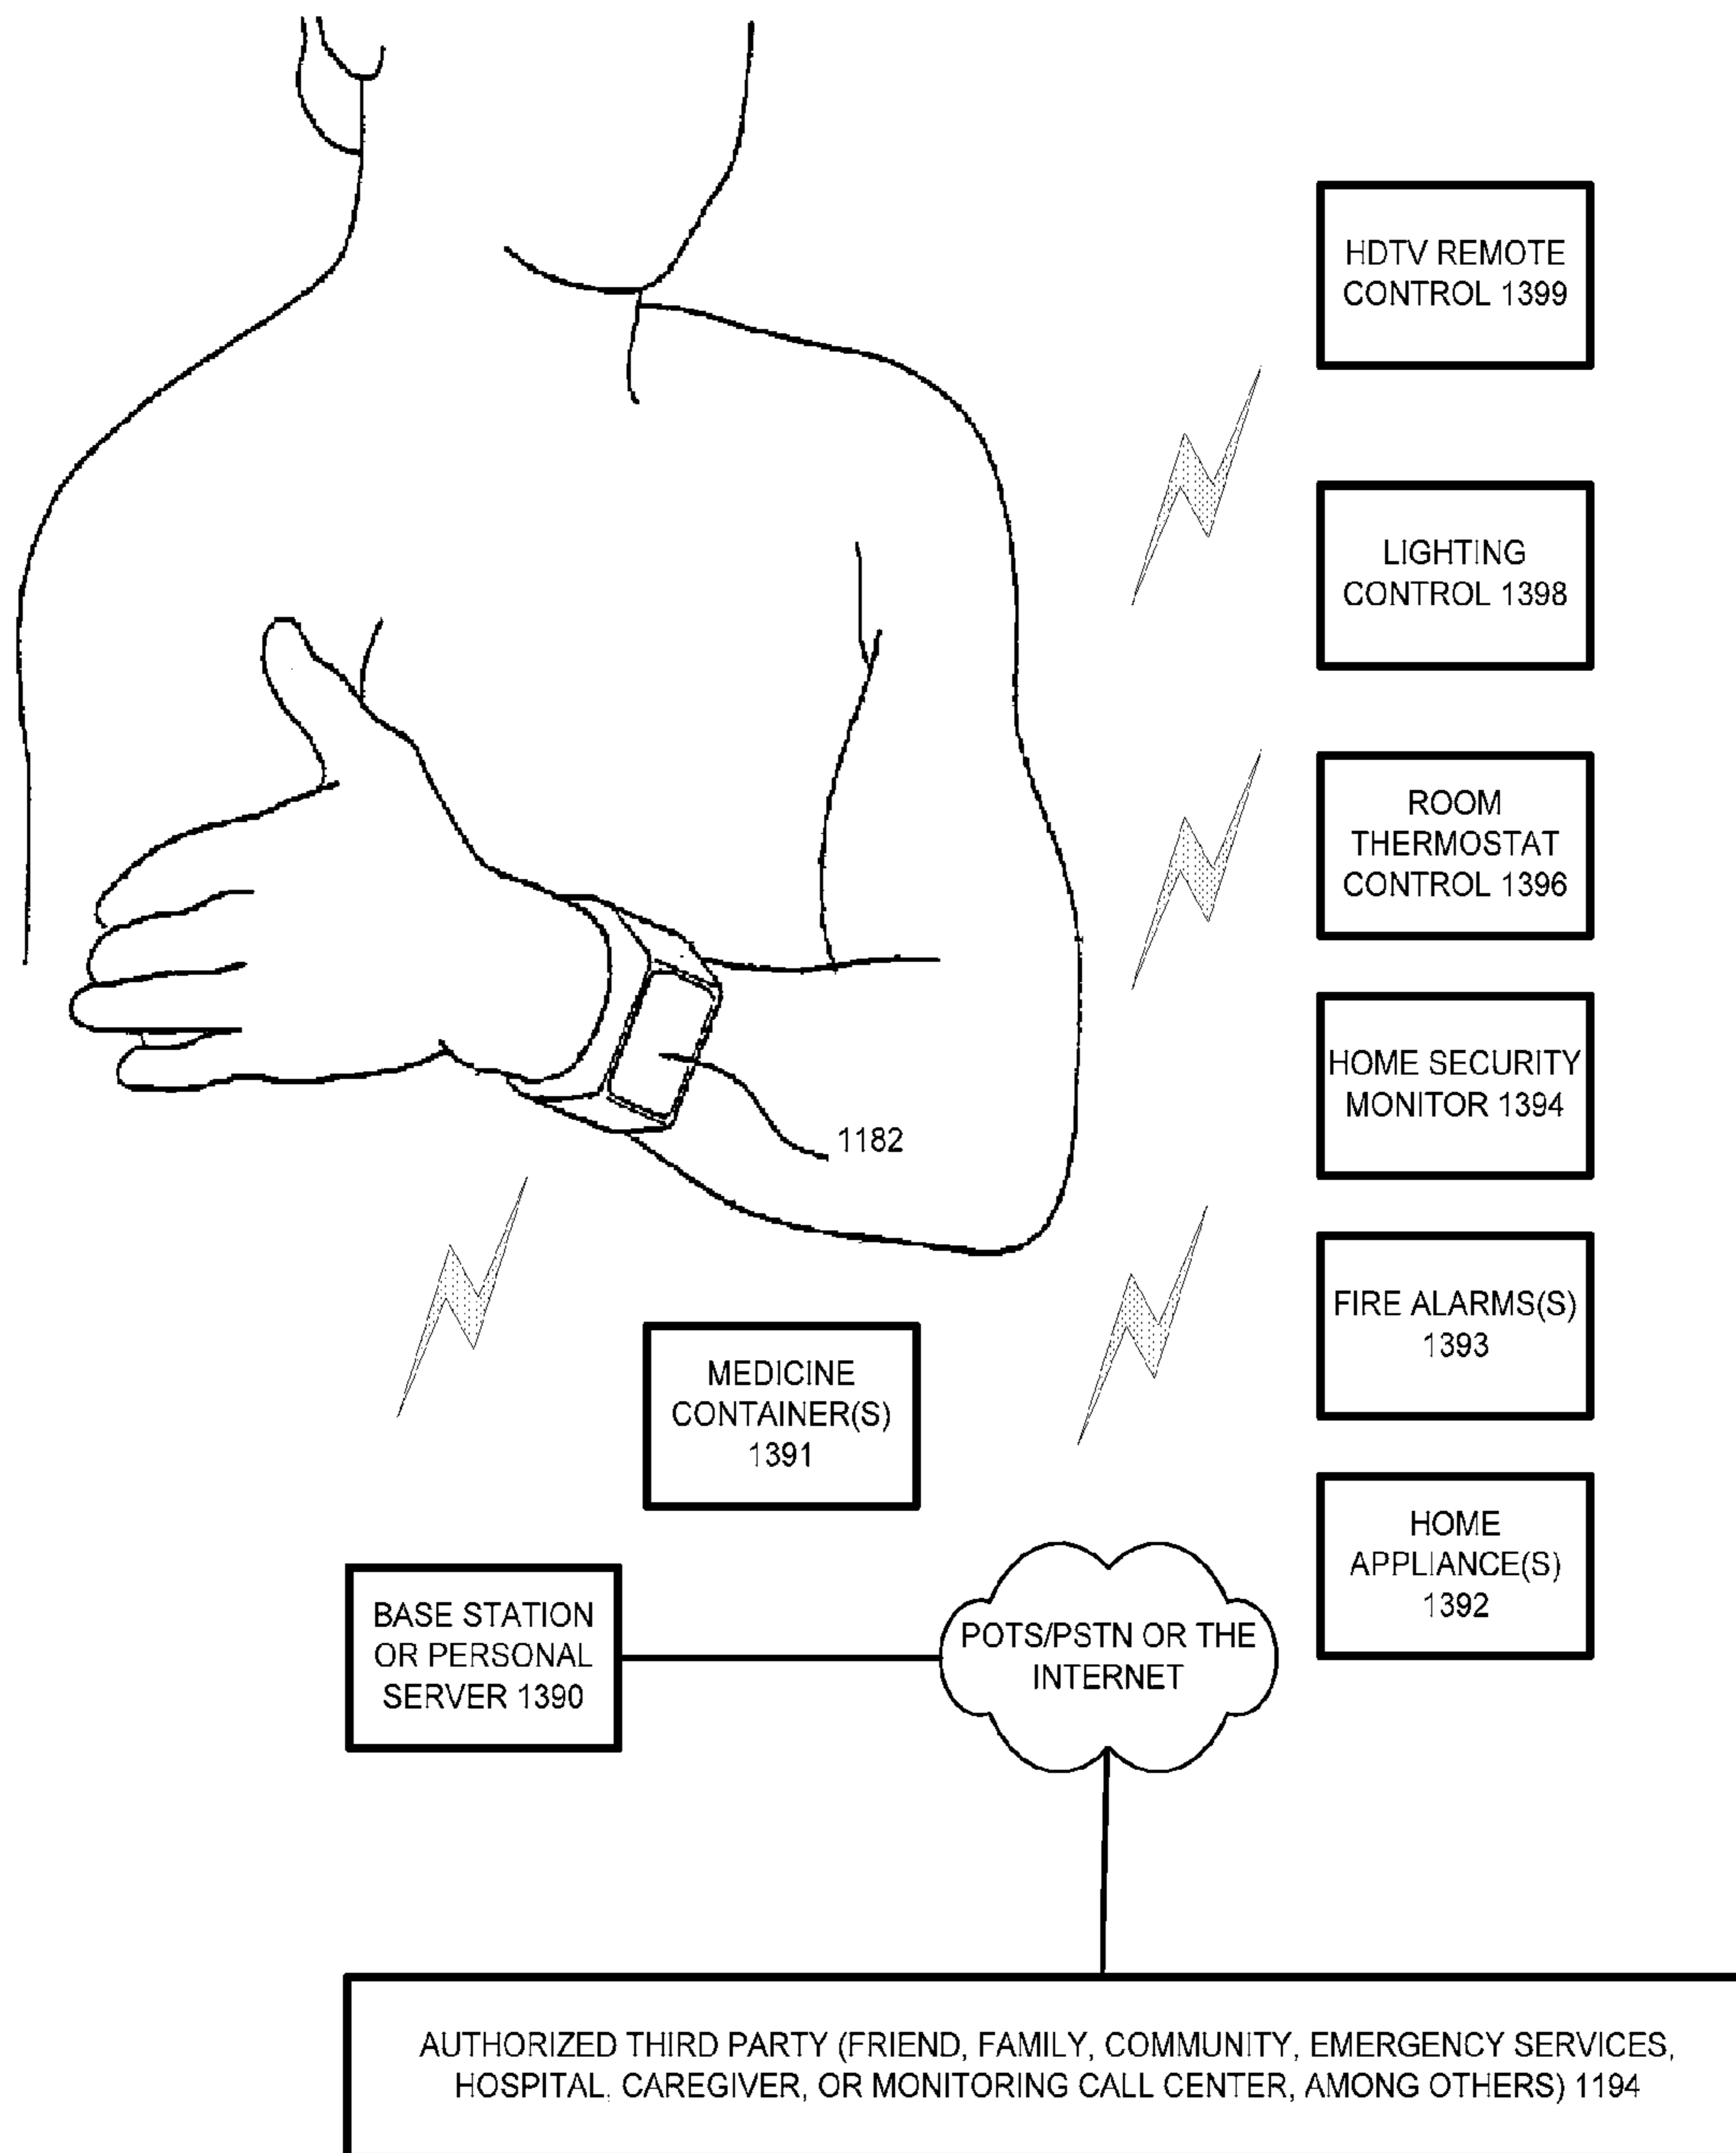 HDTV REMOTE
CONTROL 1399
LIGHTING
CONTROL 1398
ROOM
THERMOSTAT
CONTROL 1396
HOME SECURITY
MONITOR 1394
1182
FIRE ALARMS(S)
1393
MEDICINE
CONTAINER(S)
1391
HOME
APPLIANCE(S)
1392
BASE STATION
OR PERSONAL
SERVER 1390
POTS/PSTN OR THE
INTERNET
AUTHORIZED THIRD PARTY (FRIEND, FAMILY, COMMUNITY, EMERGENCY SERVICES,
HOSPITAL, CAREGIVER, OR MONITORING CALL CENTER, AMONG OTHERS) 1194